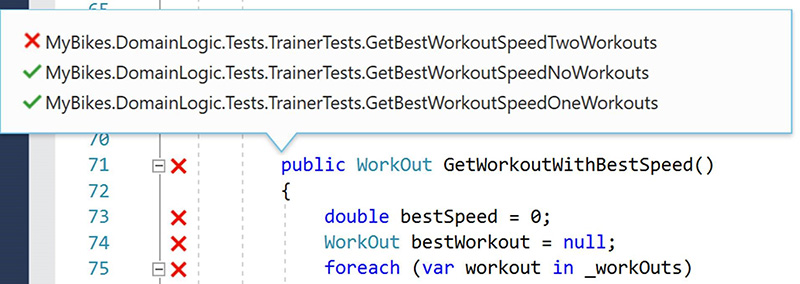 65
MyBikes.DomainLogic.Tests.TrainerTests.GetBestWorkoutSpeedTwoWorkouts
MyBikes.DomainLogic.Tests.TrainerTests.GetBestWorkoutSpeedNoWorkouts
MyBikes.DomainLogic.Tests.TrainerTests.GetBestWorkoutSpeedOneWorkouts
70
71 public WorkOut GetWorkoutWithBestSpeed()
72 {
73 double bestSpeed = 0;
74 WorkOut bestWorkout = null;
75 foreach (var workout in _workOuts)